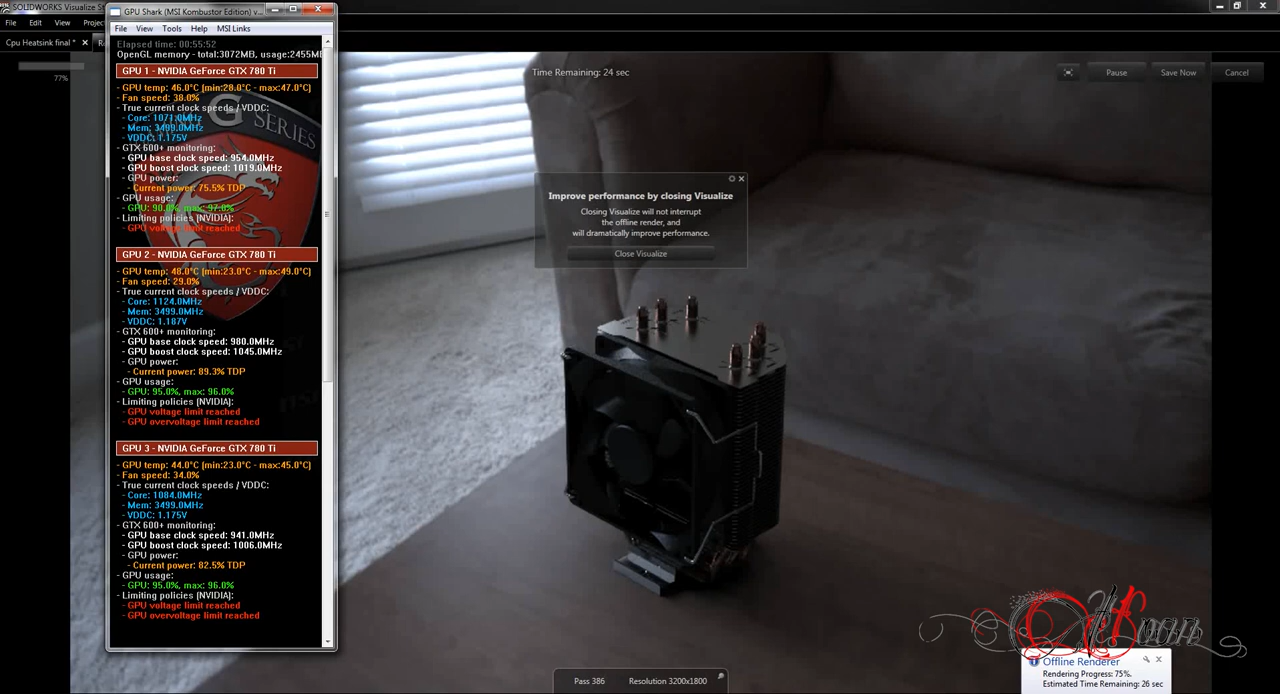 SOLIDWORKS Visualize St
File Edit View Projec
Cpu Heatsink final * ✕
77%
GPU Shark (MSI Kombustor Edition) v...
File View Tools Help MSI Links
Elapsed time: 00:55:52
OpenGL memory - total:3072MB, usage:2455MB
GPU 1 - NVIDIA GeForce GTX 780 Ti
- GPU temp: 46.0°C (min:28.0°C - max:47.0°C)
- Fan speed: 38.0%
- True current clock speeds / VDDC:
- Core: 1071.0MHz
- Mem: 3499.0MHz
- VDDC: 1.175V
- GTX 600+ monitoring:
- GPU base clock speed: 954.0MHz
- GPU boost clock speed: 1019.0MHz
- GPU power:
- Current power: 75.5% TDP
- GPU usage:
- GPU: 90.0%, max: 97.0%
- Limiting policies (NVIDIA):
- GPU voltage limit reached
G SERIES
GPU 2 - NVIDIA GeForce GTX 780 Ti
- GPU temp: 48.0°C (min:23.0°C - max:49.0°C)
- Fan speed: 29.0%
- True current clock speeds / VDDC:
- Core: 1124.0MHz
- Mem: 3499.0MHz
- VDDC: 1.187V
- GTX 600+ monitoring:
- GPU base clock speed: 980.0MHz
- GPU boost clock speed: 1045.0MHz
- GPU power:
- Current power: 89.3% TDP
- GPU usage:
- GPU: 95.0%, max: 96.0%
- Limiting policies (NVIDIA):
- GPU voltage limit reached
- GPU overvoltage limit reached
GPU 3 - NVIDIA GeForce GTX 780 Ti
- GPU temp: 44.0°C (min:23.0°C - max:45.0°C)
- Fan speed: 34.0%
- True current clock speeds / VDDC:
- Core: 1084.0MHz
- Mem: 3499.0MHz
- VDDC: 1.175V
- GTX 600+ monitoring:
- GPU base clock speed: 941.0MHz
- GPU boost clock speed: 1006.0MHz
- GPU power:
- Current power: 82.5% TDP
- GPU usage:
- GPU: 95.0%, max: 96.0%
- Limiting policies (NVIDIA):
- GPU voltage limit reached
- GPU overvoltage limit reached
Time Remaining: 24 sec
Pause Save Now Cancel
Improve performance by closing Visualize
Closing Visualize will not interrupt
the offline render, and
will dramatically improve performance.
Close Visualize
Pass 386 Resolution 3200x1800
Offline Renderer
Rendering Progress: 75%.
Estimated Time Remaining: 26 sec